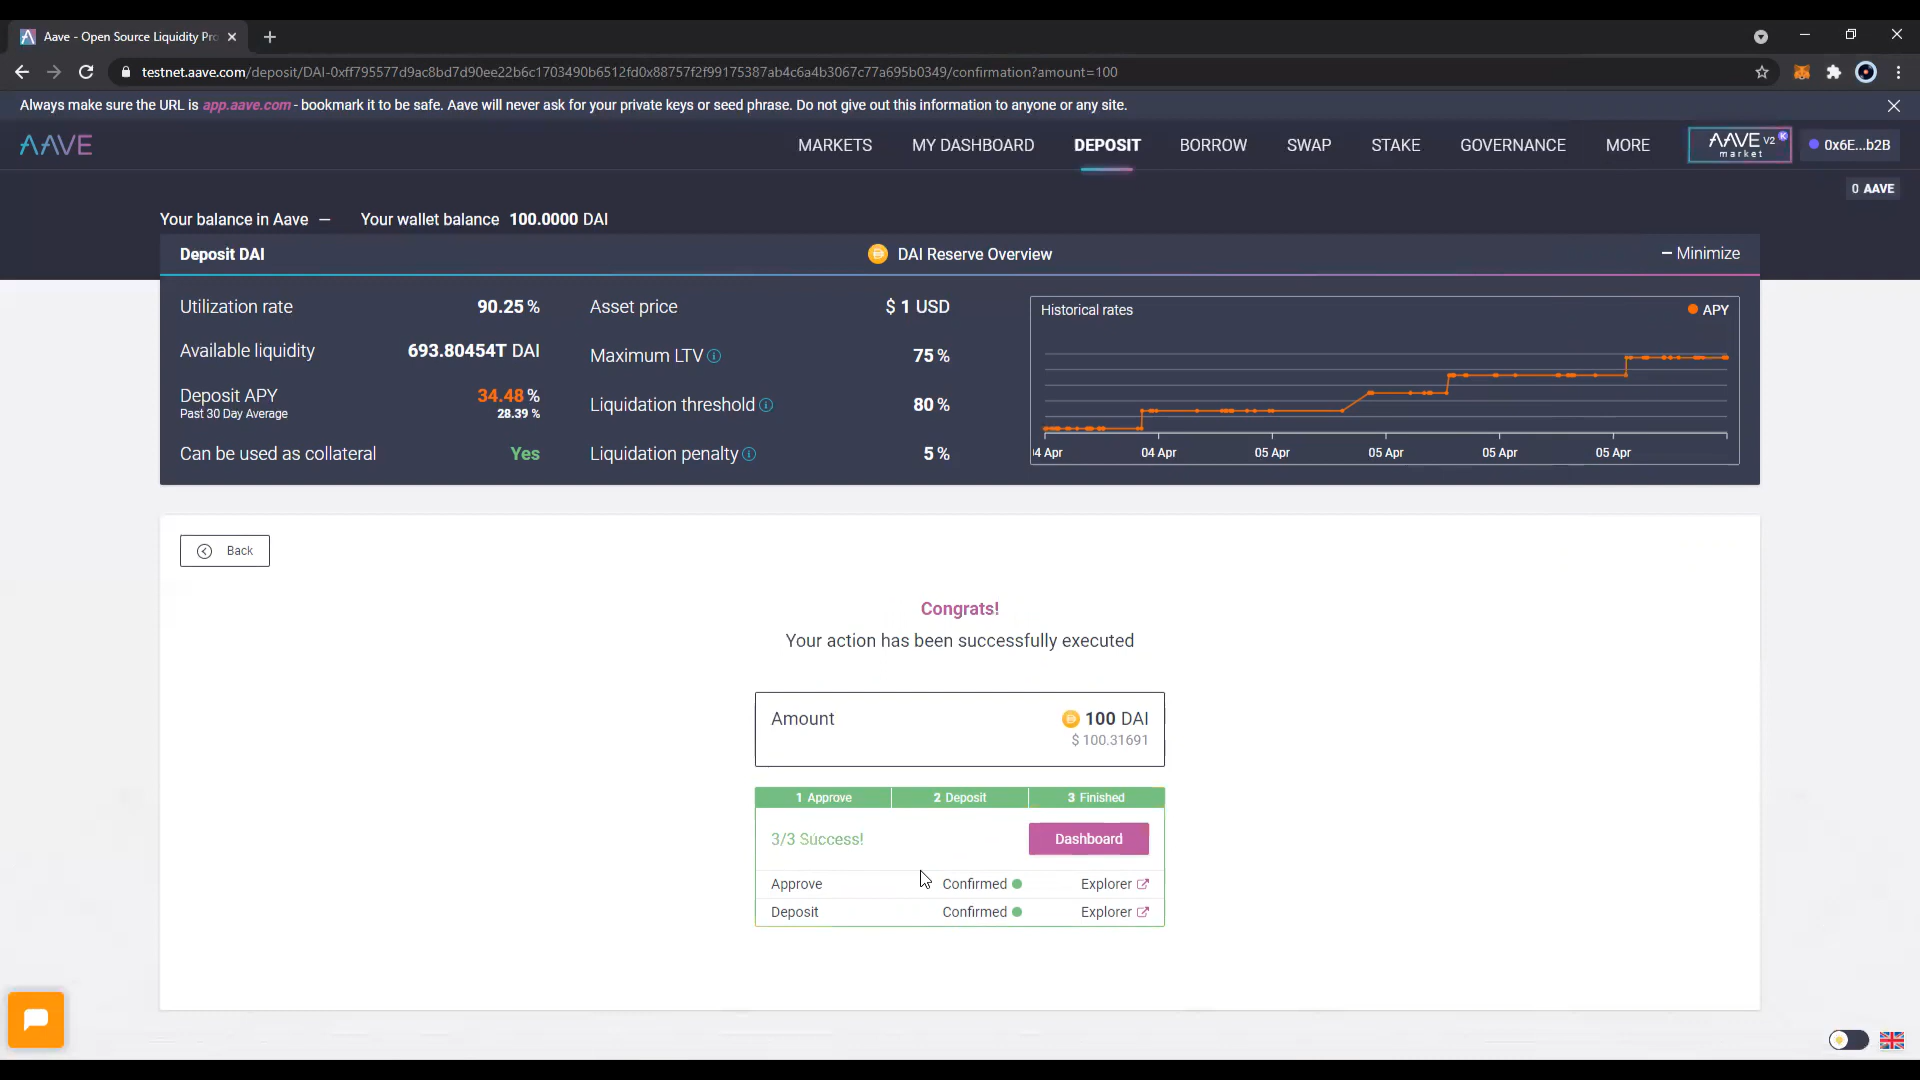 Aave - Open Source Liquidity Pro
testnet.aave.com/deposit/DAI-0xff795577d9ac8bd7d90ee22b6c1703490b6512fd0x88757f2f99175387ab4c6a4b3067c77a695b0349/confirmation?amount=100
Always make sure the URL is app.aave.com - bookmark it to be safe. Aave will never ask for your private keys or seed phrase. Do not give out this information to anyone or any site.
AAVE MARKETS MY DASHBOARD DEPOSIT BORROW SWAP STAKE GOVERNANCE MORE AAVE V2 K market 0x6E...b2B
0 AAVE
Your balance in Aave – Your wallet balance 100.0000 DAI
Deposit DAI DAI Reserve Overview – Minimize
Utilization rate 90.25 % Asset price $ 1 USD Historical rates APY
Available liquidity 693.80454T DAI Maximum LTV 75 %
Deposit APY 34.48 % Liquidation threshold 80 %
Past 30 Day Average 28.39 %
Can be used as collateral Yes Liquidation penalty 5 %
4 Apr 04 Apr 05 Apr 05 Apr 05 Apr 05 Apr
Back
Congrats!
Your action has been successfully executed
Amount 100 DAI
$ 100.31691
1 Approve 2 Deposit 3 Finished
3/3 Success! Dashboard
Approve Confirmed Explorer
Deposit Confirmed Explorer